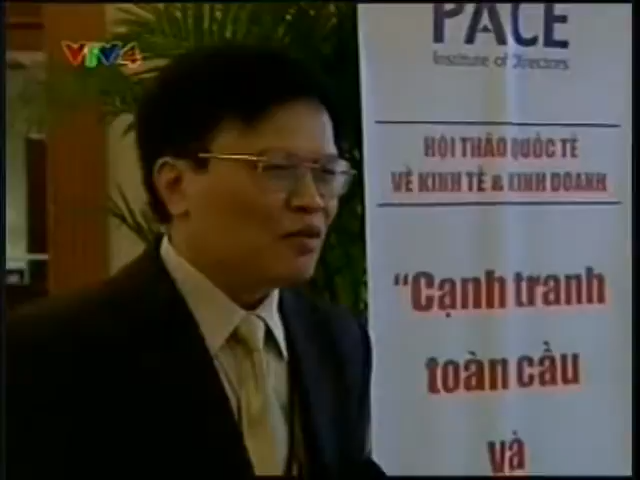 VTV4
PACE
Institute of Directors
HỘI THẢO QUỐC TẾ
VỀ KINH TẾ & KINH DOANH
“Cạnh tranh
toàn cầu
và